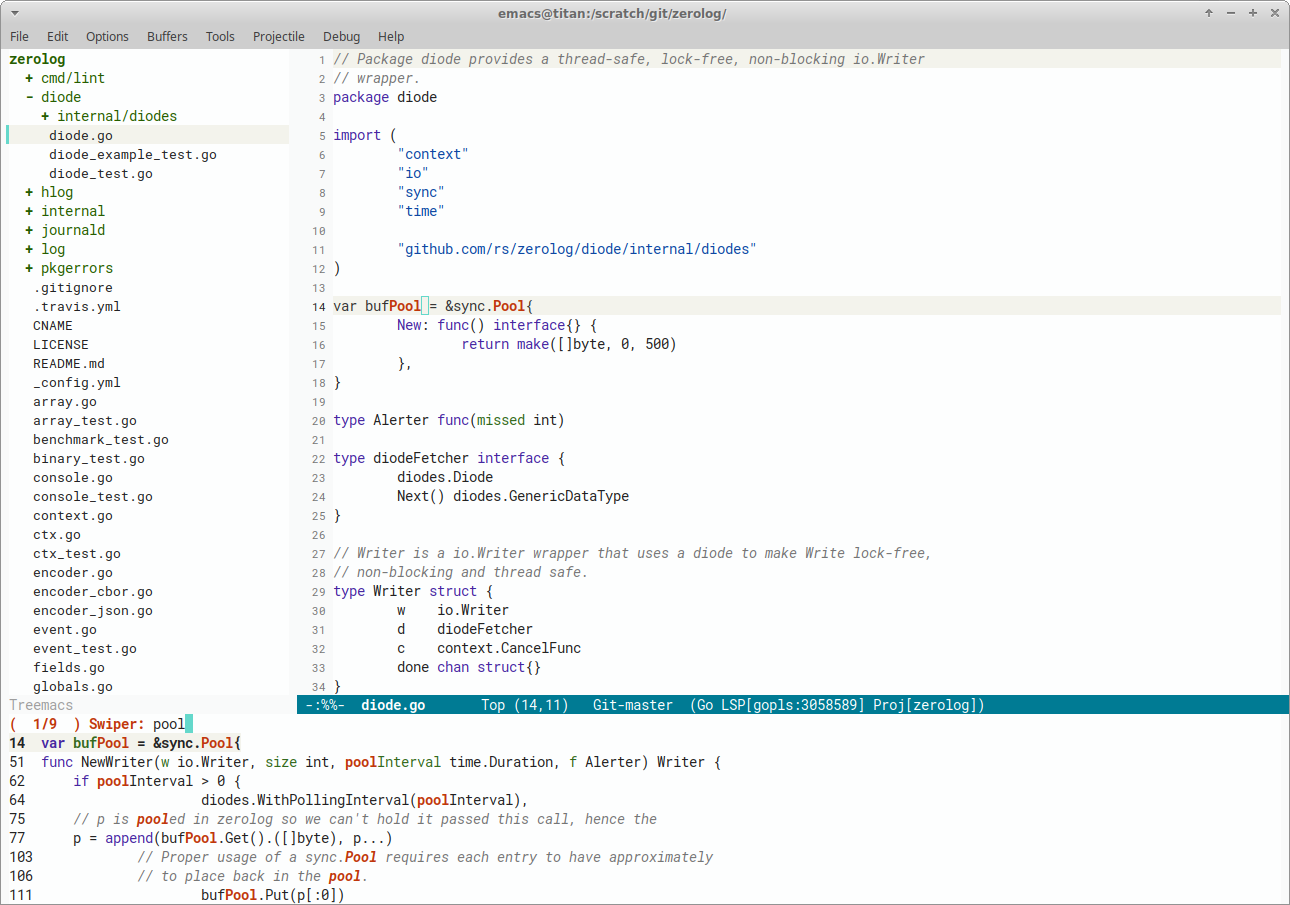 emacs@titan:/scratch/git/zerolog/
File Edit Options Buffers Tools Projectile Debug Help
zerolog
+ cmd/lint
- diode
+ internal/diodes
diode.go
diode_example_test.go
diode_test.go
+ hlog
+ internal
+ journald
+ log
+ pkgerrors
.gitignore
.travis.yml
CNAME
LICENSE
README.md
_config.yml
array.go
array_test.go
benchmark_test.go
binary_test.go
console.go
console_test.go
context.go
ctx.go
ctx_test.go
encoder.go
encoder_cbor.go
encoder_json.go
event.go
event_test.go
fields.go
globals.go
Treemacs
1 // Package diode provides a thread-safe, lock-free, non-blocking io.Writer
2 // wrapper.
3 package diode
4
5 import (
6         "context"
7         "io"
8         "sync"
9         "time"
10
11         "github.com/rs/zerolog/diode/internal/diodes"
12 )
13
14 var bufPool = &sync.Pool{
15         New: func() interface{} {
16                 return make([]byte, 0, 500)
17         },
18 }
19
20 type Alerter func(missed int)
21
22 type diodeFetcher interface {
23         diodes.Diode
24         Next() diodes.GenericDataType
25 }
26
27 // Writer is a io.Writer wrapper that uses a diode to make Write lock-free,
28 // non-blocking and thread safe.
29 type Writer struct {
30         w    io.Writer
31         d    diodeFetcher
32         c    context.CancelFunc
33         done chan struct{}
34 }
-:%%-  diode.go       Top (14,11)   Git-master  (Go LSP[gopls:3058589] Proj[zerolog])
(  1/9  ) Swiper: pool
14  var bufPool = &sync.Pool{
51  func NewWriter(w io.Writer, size int, poolInterval time.Duration, f Alerter) Writer {
62      if poolInterval > 0 {
64                      diodes.WithPollingInterval(poolInterval),
75      // p is pooled in zerolog so we can't hold it passed this call, hence the
77      p = append(bufPool.Get().([]byte), p...)
103             // Proper usage of a sync.Pool requires each entry to have approximately
106             // to place back in the pool.
111                     bufPool.Put(p[:0])